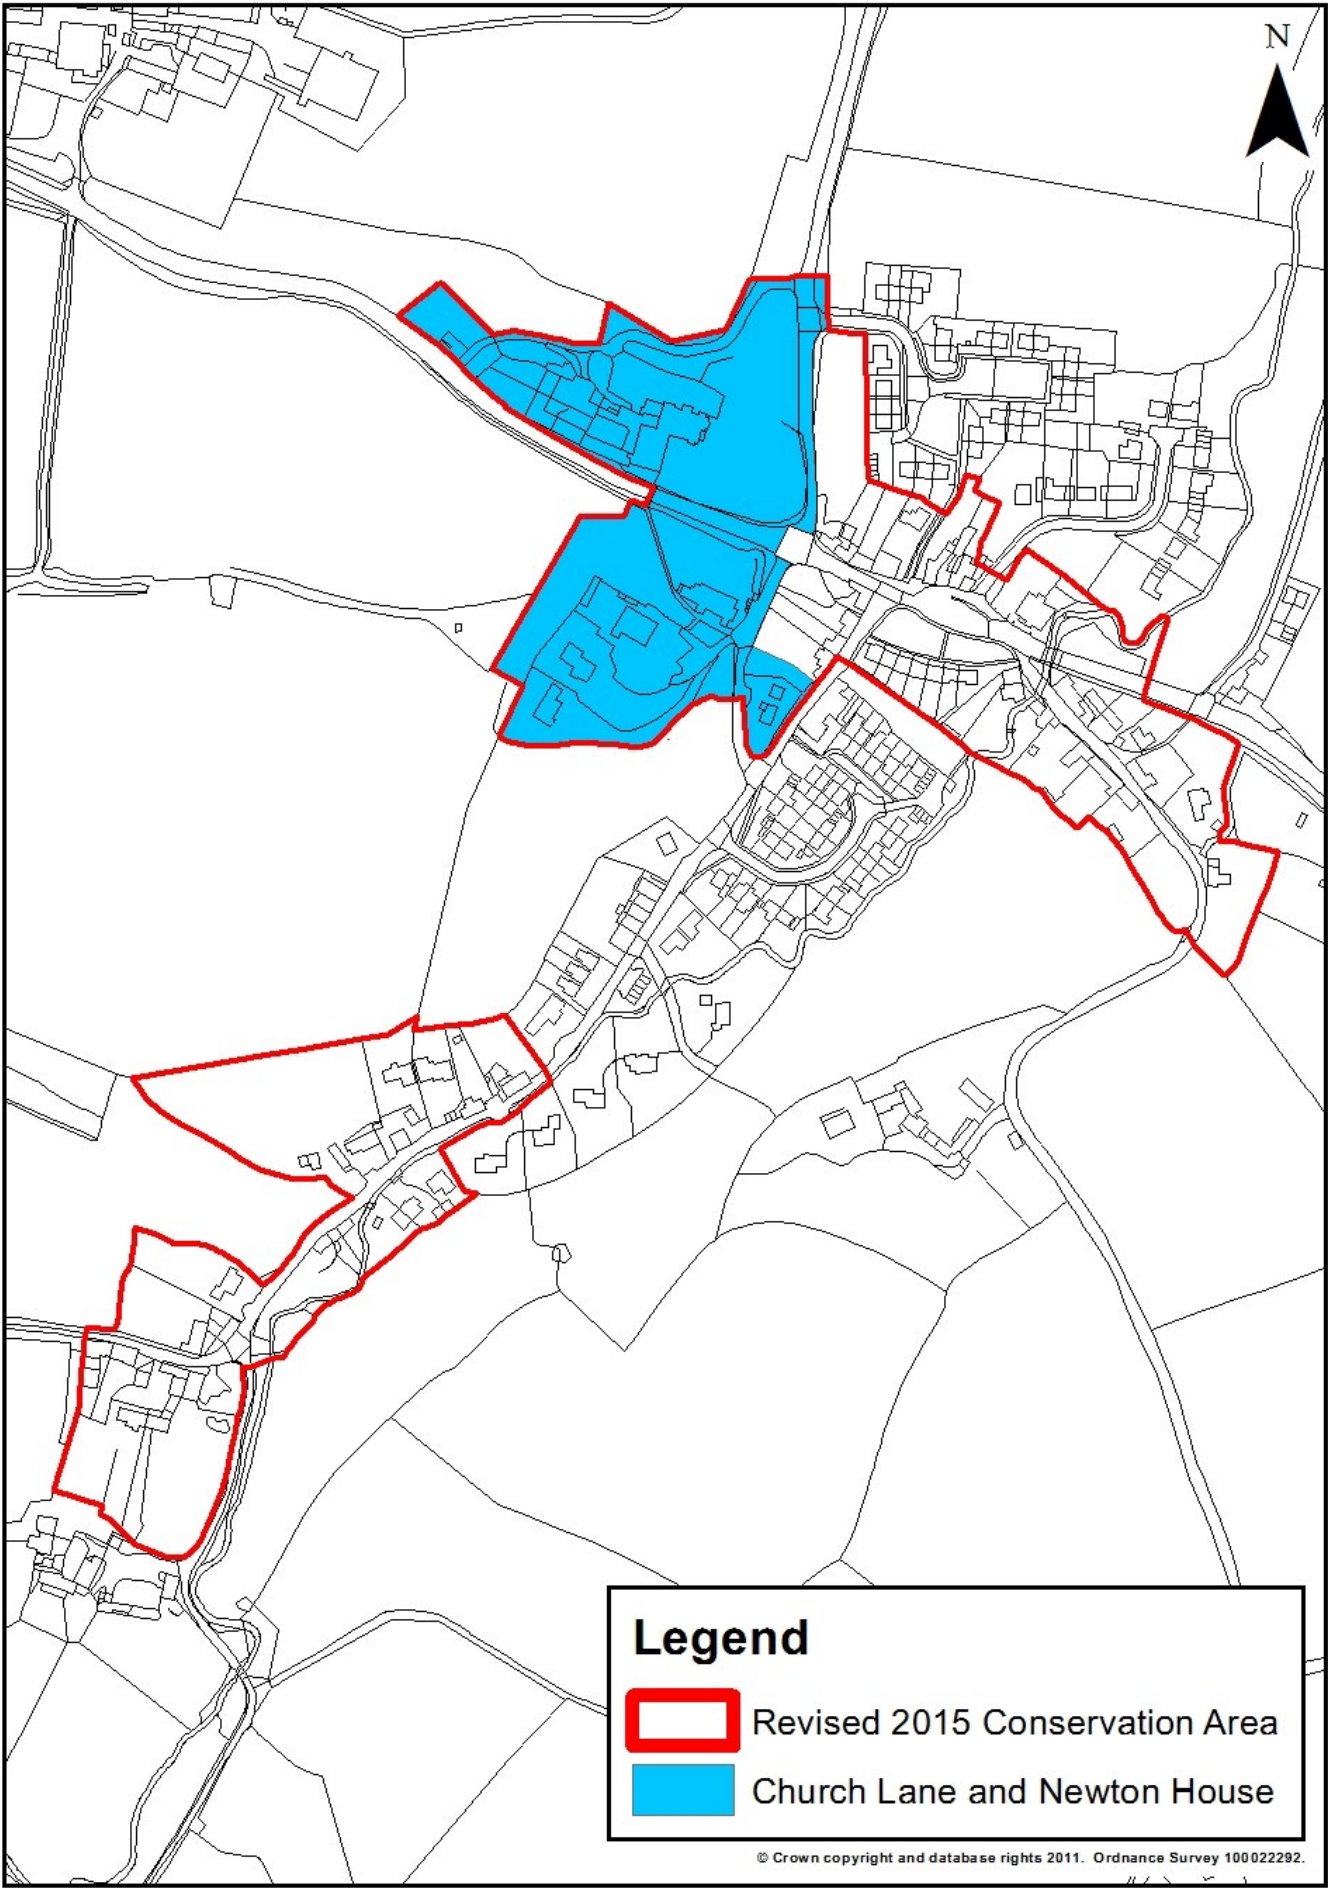 N
Legend
Revised 2015 Conservation Area
Church Lane and Newton House
© Crown copyright and database rights 2011. Ordnance Survey 100022292.